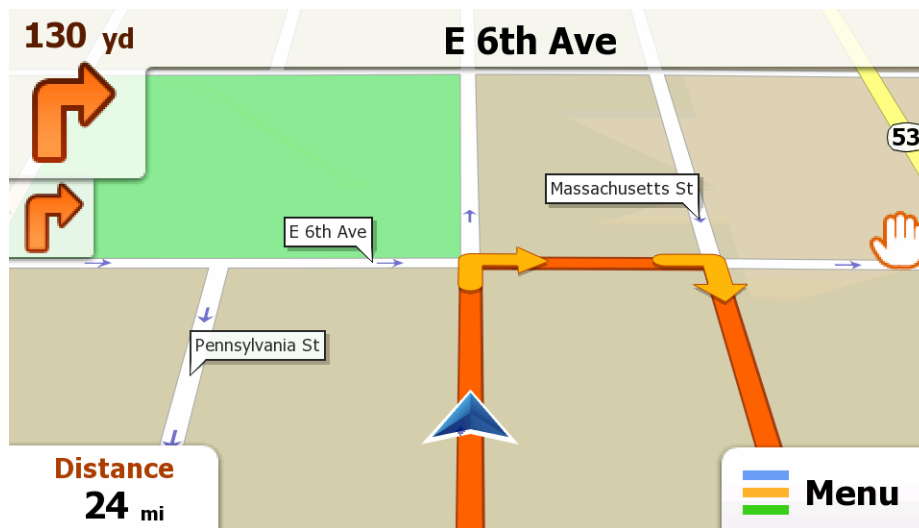 130 yd
E 6th Ave
53
Massachusetts St
E 6th Ave
Pennsylvania St
Distance
24 mi
Menu